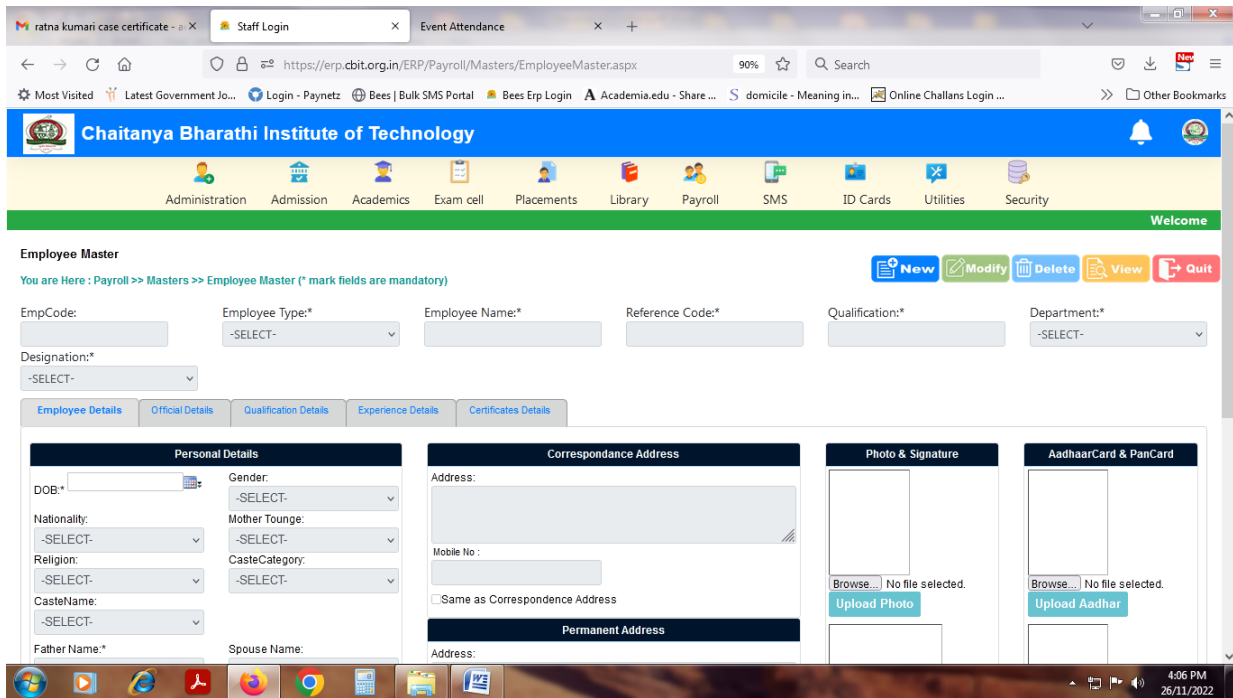 ratna kumari case certificate - a
Staff Login
Event Attendance
https://erp.cbit.org.in/ERP/Payroll/Masters/EmployeeMaster.aspx
90%
Search
New
Most Visited
Latest Government Jo...
Login - Paynetz
Bees | Bulk SMS Portal
Bees Erp Login
Academia.edu - Share ...
domicile - Meaning in...
Online Challans Login ...
Other Bookmarks
Chaitanya Bharathi Institute of Technology
Administration Admission Academics Exam cell Placements Library Payroll SMS ID Cards Utilities Security
Welcome
Employee Master
You are Here : Payroll >> Masters >> Employee Master (* mark fields are mandatory)
New Modify Delete View Quit
EmpCode: Employee Type:* Employee Name:* Reference Code:* Qualification:* Department:*
-SELECT- -SELECT-
Designation:*
-SELECT-
Employee Details Official Details Qualification Details Experience Details Certificates Details
Personal Details
DOB:* Gender:
-SELECT-
Nationality: Mother Tounge:
-SELECT- -SELECT-
Religion: CasteCategory:
-SELECT- -SELECT-
CasteName:
-SELECT-
Father Name:* Spouse Name:
Correspondance Address
Address:
Mobile No :
Same as Correspondence Address
Permanent Address
Address:
Photo & Signature
Browse... No file selected.
Upload Photo
AadhaarCard & PanCard
Browse... No file selected.
Upload Aadhar
4:06 PM
26/11/2022